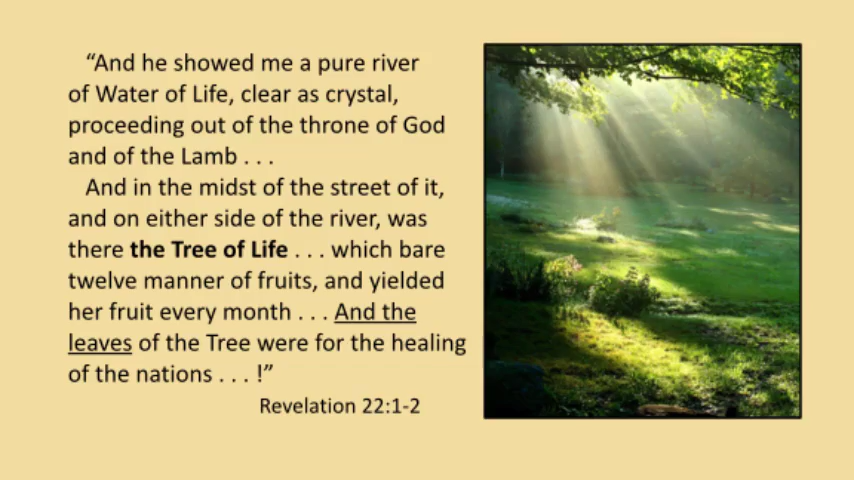 “And he showed me a pure river
of Water of Life, clear as crystal,
proceeding out of the throne of God
and of the Lamb . . .
And in the midst of the street of it,
and on either side of the river, was
there the Tree of Life . . . which bare
twelve manner of fruits, and yielded
her fruit every month . . . And the
leaves of the Tree were for the healing
of the nations . . . !”
Revelation 22:1-2